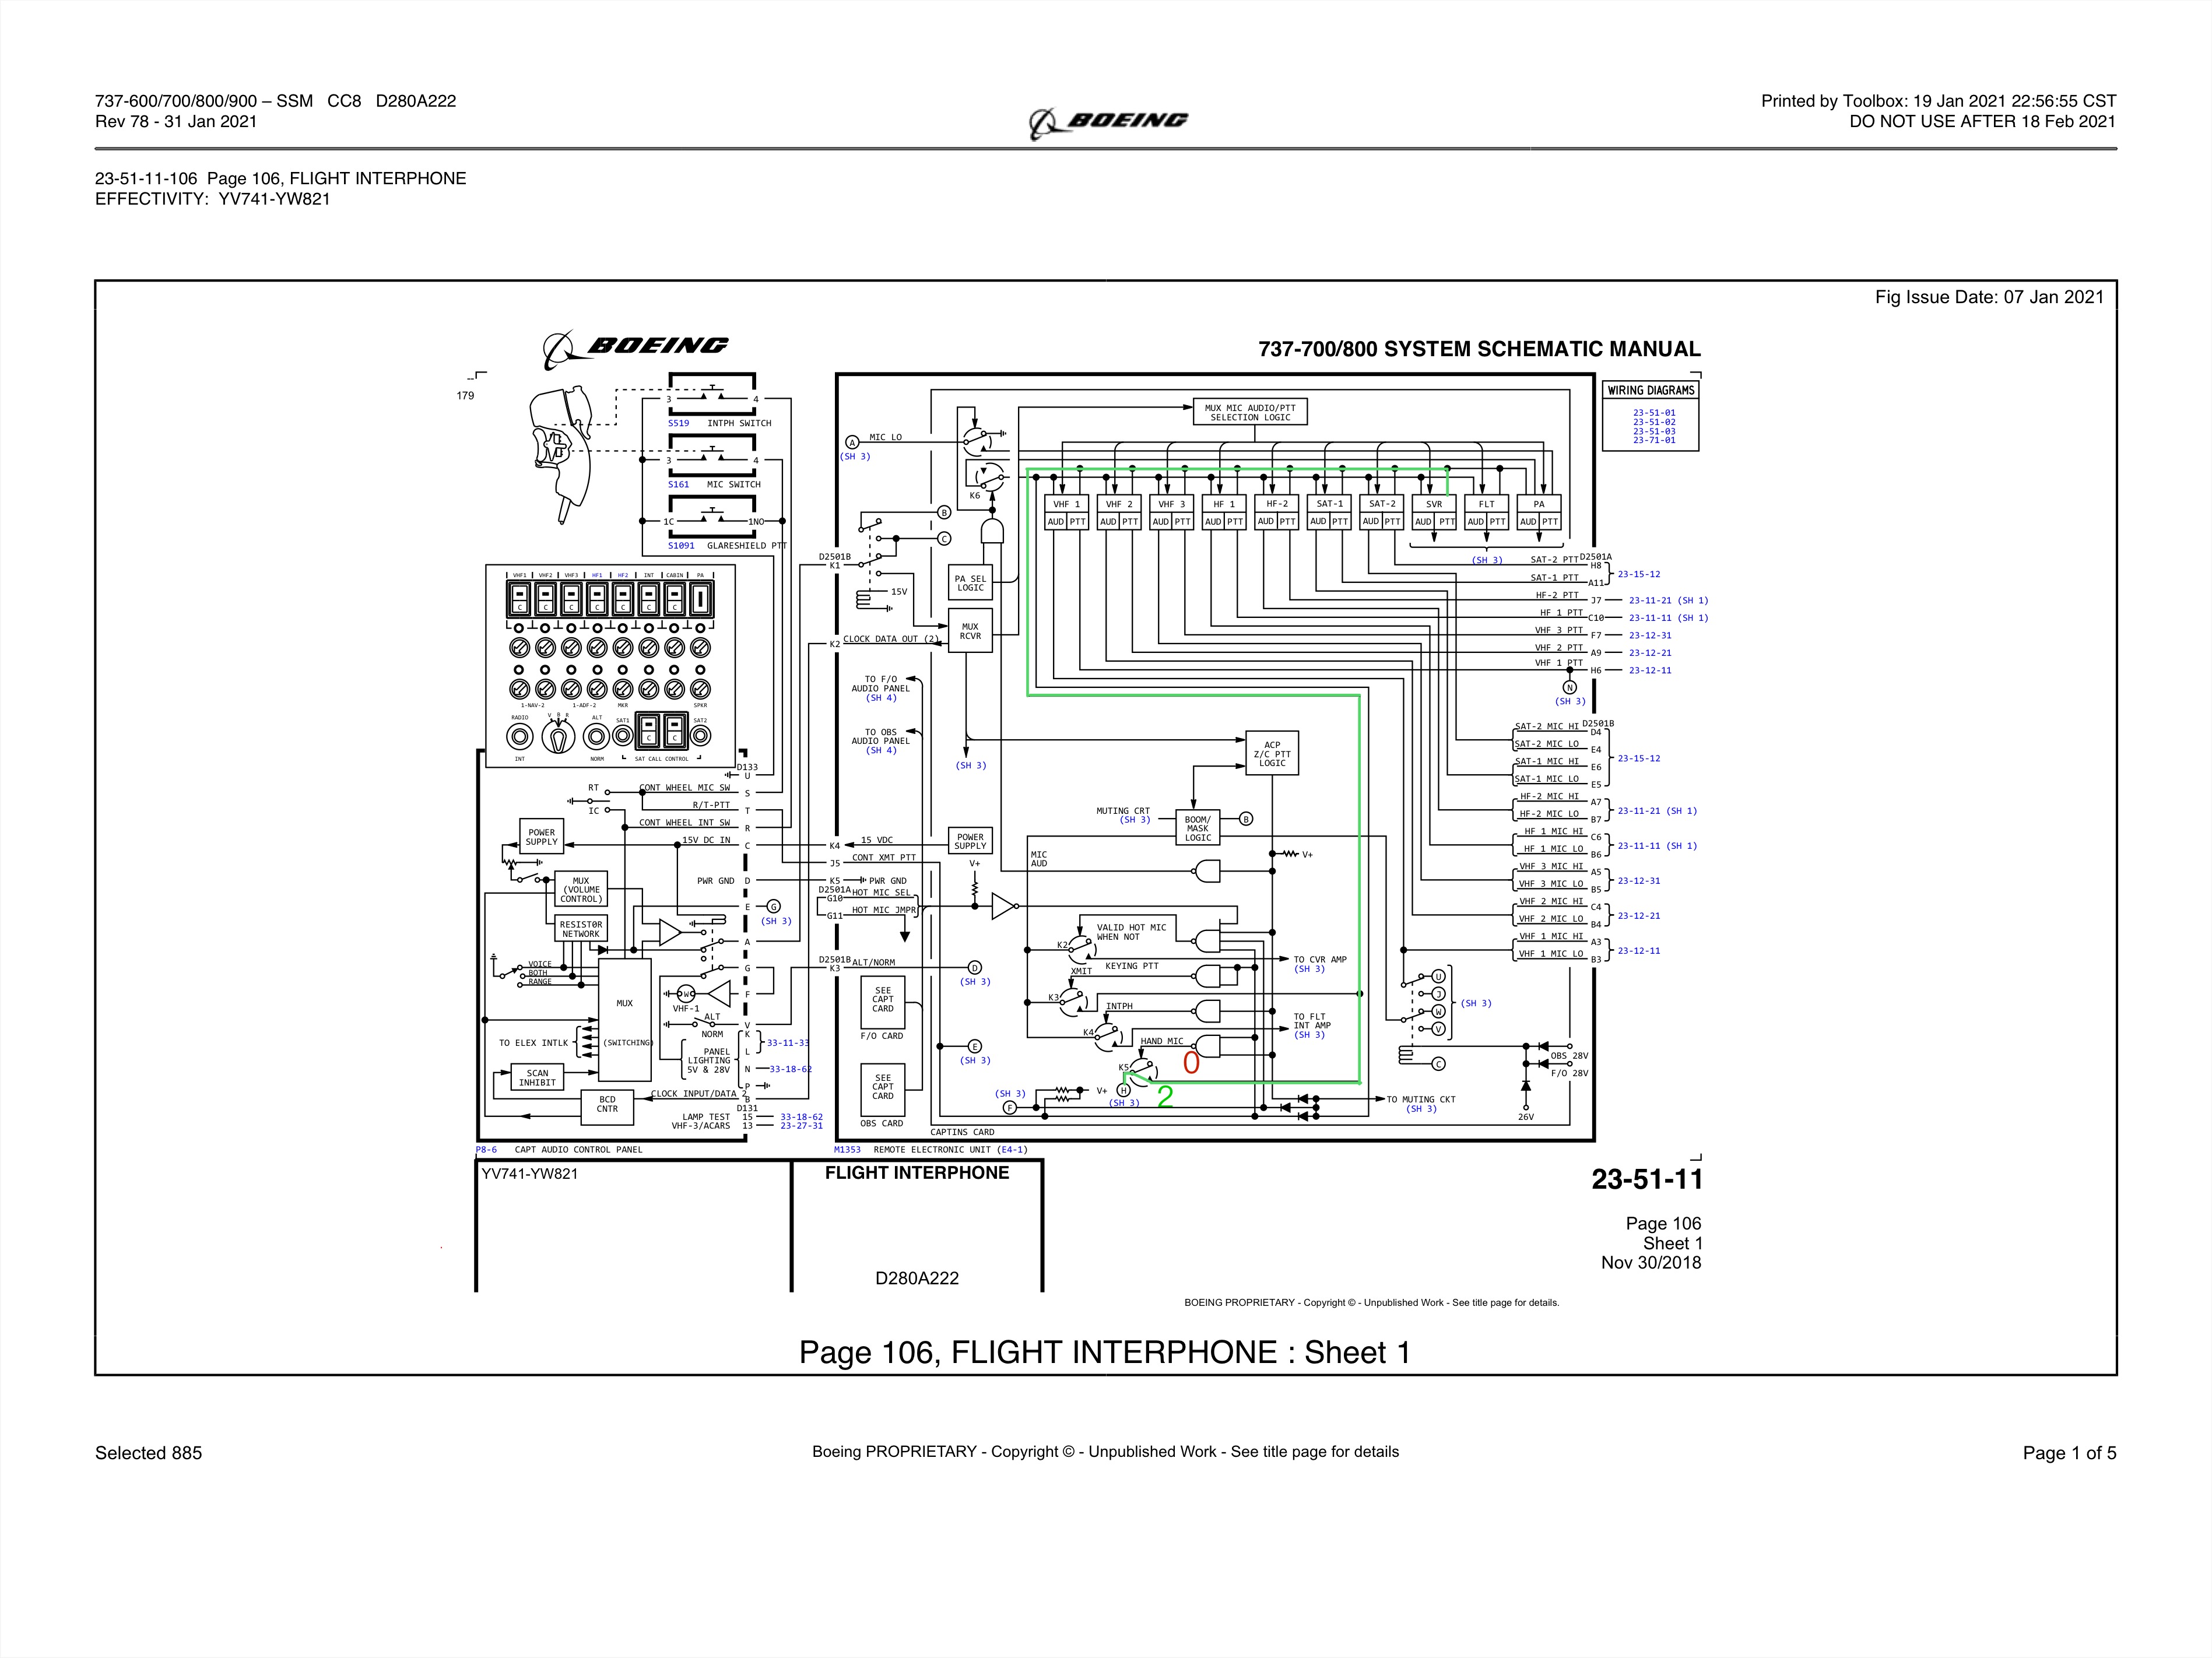 737-600/700/800/900 – SSM   CC8   D280A222
Rev 78 - 31 Jan 2021
BOEING
Printed by Toolbox: 19 Jan 2021 22:56:55 CST
DO NOT USE AFTER 18 Feb 2021
23-51-11-106  Page 106, FLIGHT INTERPHONE
EFFECTIVITY:  YV741-YW821
Fig Issue Date: 07 Jan 2021
BOEING
737-700/800 SYSTEM SCHEMATIC MANUAL
179
WIRING DIAGRAMS
23-51-01
23-51-02
23-51-03
23-71-01
3 4
S519 INTPH SWITCH
3 4
S161 MIC SWITCH
1C 1NO
S1091 GLARESHIELD PTT
VHF1 VHF2 VHF3 HF1 HF2 INT CABIN PA
C C C C C C C
1-NAV-2 1-ADF-2 MKR SPKR
RADIO V B R ALT SAT1 SAT2
C C
INT NORM SAT CALL CONTROL
D133
U
RT
IC
CONT WHEEL MIC SW S
R/T-PTT T
CONT WHEEL INT SW R
15V DC IN C
POWER
SUPPLY
PWR GND D
MUX
(VOLUME
CONTROL)
E G
(SH 3)
RESISTOR
NETWORK
A
VOICE
BOTH
RANGE
G
F
W
VHF-1
MUX
(SWITCHING)
ALT
NORM
V
K
L
N
P
33-11-33
33-18-62
TO ELEX INTLK
PANEL
LIGHTING
5V & 28V
SCAN
INHIBIT
BCD
CNTR
CLOCK INPUT/DATA 2
B
D131
LAMP TEST 15 33-18-62
VHF-3/ACARS 13 23-27-31
P8-6 CAPT AUDIO CONTROL PANEL
A MIC LO
(SH 3)
K6
MUX MIC AUDIO/PTT
SELECTION LOGIC
VHF 1 VHF 2 VHF 3 HF 1 HF-2 SAT-1 SAT-2 SVR FLT PA
AUD PTT AUD PTT AUD PTT AUD PTT AUD PTT AUD PTT AUD PTT AUD PTT AUD PTT AUD PTT
(SH 3)
B
C
D2501B
K1
15V
PA SEL
LOGIC
MUX
RCVR
K2 CLOCK DATA OUT (2)
TO F/O
AUDIO PANEL
(SH 4)
TO OBS
AUDIO PANEL
(SH 4)
(SH 3)
D2501A
SAT-2 PTT H8
SAT-1 PTT A11
23-15-12
HF-2 PTT J7 23-11-21 (SH 1)
HF 1 PTT C10 23-11-11 (SH 1)
VHF 3 PTT F7 23-12-31
VHF 2 PTT A9 23-12-21
VHF 1 PTT H6 23-12-11
N
(SH 3)
D2501B
SAT-2 MIC HI D4
SAT-2 MIC LO E4
SAT-1 MIC HI E6
SAT-1 MIC LO E5
23-15-12
HF-2 MIC HI A7
HF-2 MIC LO B7
23-11-21 (SH 1)
HF 1 MIC HI C6
HF 1 MIC LO B6
23-11-11 (SH 1)
VHF 3 MIC HI A5
VHF 3 MIC LO B5
23-12-31
VHF 2 MIC HI C4
VHF 2 MIC LO B4
23-12-21
VHF 1 MIC HI A3
VHF 1 MIC LO B3
23-12-11
ACP
Z/C PTT
LOGIC
MUTING CRT
(SH 3)
BOOM/
MASK
LOGIC
B
K4 15 VDC
POWER
SUPPLY
J5 CONT XMT PTT
V+
K5 PWR GND
D2501A
G10 HOT MIC SEL
G11 HOT MIC JMPR
MIC
AUD
V+
VALID HOT MIC
WHEN NOT
K2
KEYING PTT
TO CVR AMP
(SH 3)
XMIT
K3
INTPH
K4
TO FLT
INT AMP
(SH 3)
HAND MIC
K5
0
2
D2501B
K3 ALT/NORM
D
(SH 3)
SEE
CAPT
CARD
F/O CARD
E
(SH 3)
SEE
CAPT
CARD
OBS CARD
(SH 3)
F
V+
H
(SH 3)
TO MUTING CKT
(SH 3)
U
J
W
V
(SH 3)
C
OBS 28V
F/O 28V
26V
CAPTINS CARD
M1353 REMOTE ELECTRONIC UNIT (E4-1)
YV741-YW821
FLIGHT INTERPHONE
D280A222
23-51-11
Page 106
Sheet 1
Nov 30/2018
BOEING PROPRIETARY - Copyright © - Unpublished Work - See title page for details.
Page 106, FLIGHT INTERPHONE : Sheet 1
Selected 885
Boeing PROPRIETARY - Copyright © - Unpublished Work - See title page for details
Page 1 of 5